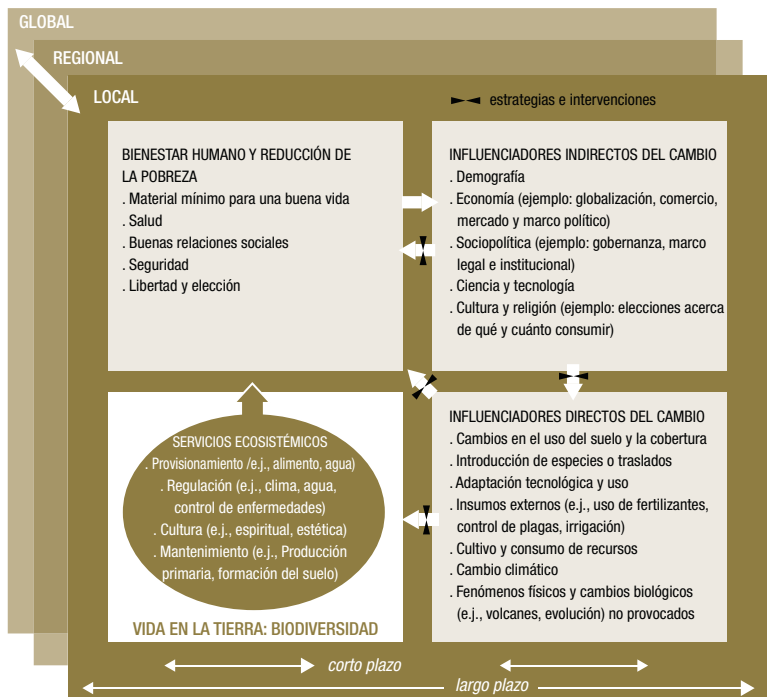 GLOBAL
REGIONAL
LOCAL
estrategias e intervenciones
BIENESTAR HUMANO Y REDUCCIÓN DE
LA POBREZA
. Material mínimo para una buena vida
. Salud
. Buenas relaciones sociales
. Seguridad
. Libertad y elección
INFLUENCIADORES INDIRECTOS DEL CAMBIO
. Demografía
. Economía (ejemplo: globalización, comercio,
mercado y marco político)
. Sociopolítica (ejemplo: gobernanza, marco
legal e institucional)
. Ciencia y tecnología
. Cultura y religión (ejemplo: elecciones acerca
de qué y cuánto consumir)
SERVICIOS ECOSISTÉMICOS
. Provisionamiento /e.j., alimento, agua)
. Regulación (e.j., clima, agua,
control de enfermedades)
. Cultura (e.j., espiritual, estética)
. Mantenimiento (e.j., Producción
primaria, formación del suelo)
VIDA EN LA TIERRA: BIODIVERSIDAD
INFLUENCIADORES DIRECTOS DEL CAMBIO
. Cambios en el uso del suelo y la cobertura
. Introducción de especies o traslados
. Adaptación tecnológica y uso
. Insumos externos (e.j., uso de fertilizantes,
control de plagas, irrigación)
. Cultivo y consumo de recursos
. Cambio climático
. Fenómenos físicos y cambios biológicos
(e.j., volcanes, evolución) no provocados
corto plazo
largo plazo